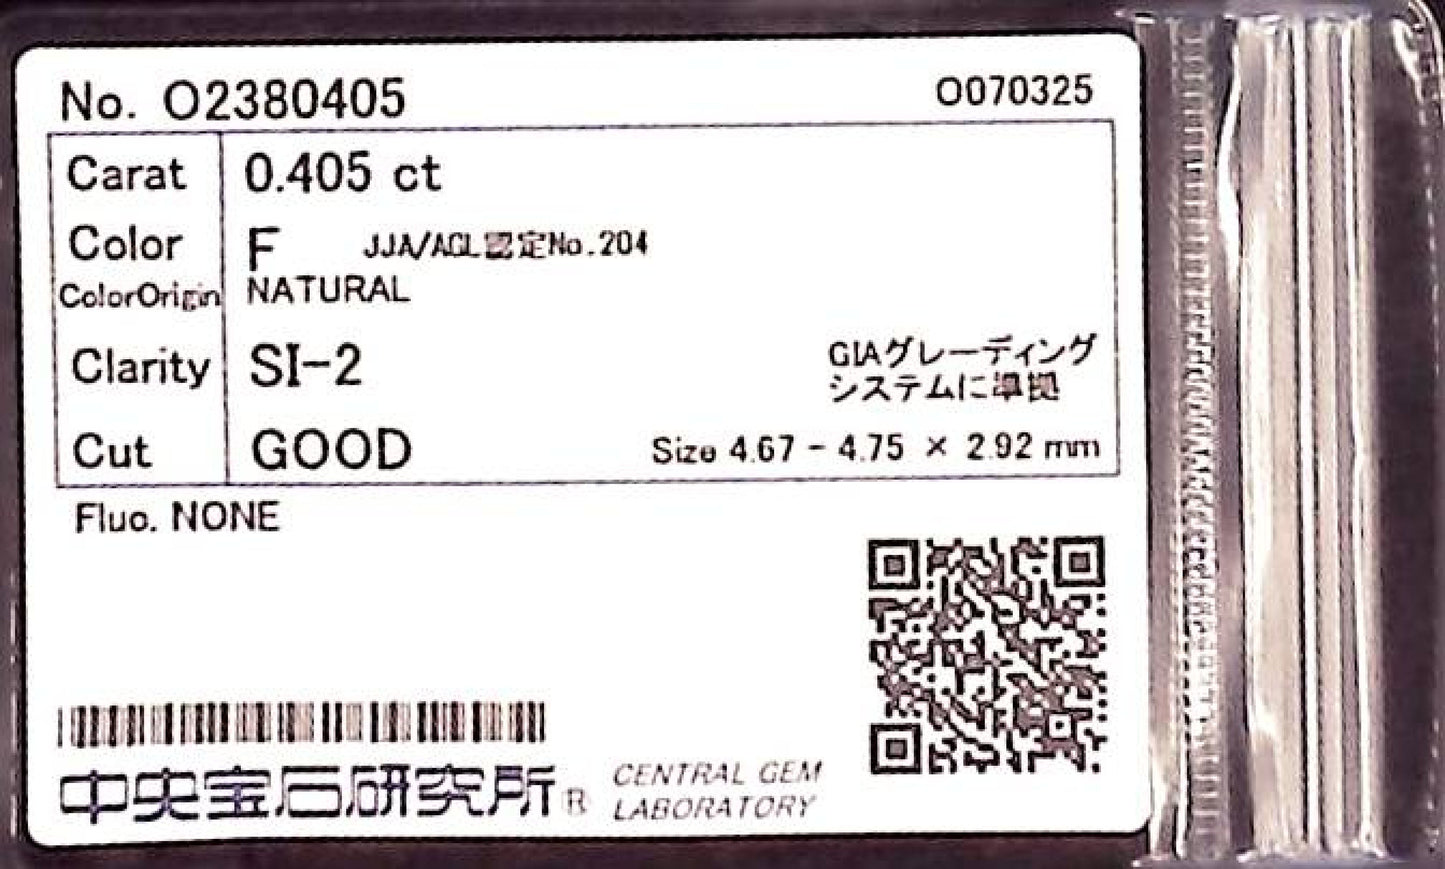 No. O2380405 O070325
Carat 0.405 ct
Color F JJA/AGL認定No.204
ColorOrigin NATURAL
Clarity SI-2 GIAグレーディング
システムに準拠
Cut GOOD Size 4.67 - 4.75 × 2.92 mm
Fluo. NONE
中央宝石研究所® CENTRAL GEM
LABORATORY